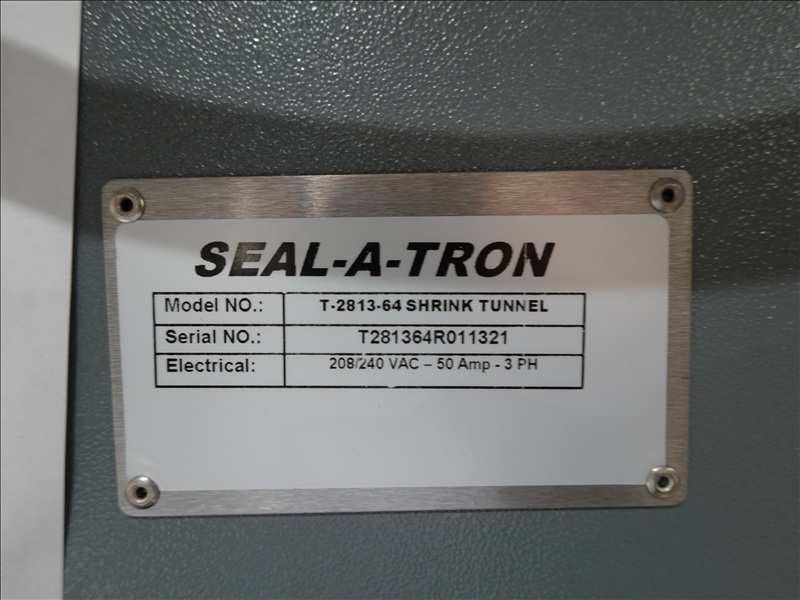 SEAL-A-TRON
Model NO.: T-2813-64 SHRINK TUNNEL
Serial NO.: T281364R011321
Electrical: 208/240 VAC – 50 Amp - 3 PH